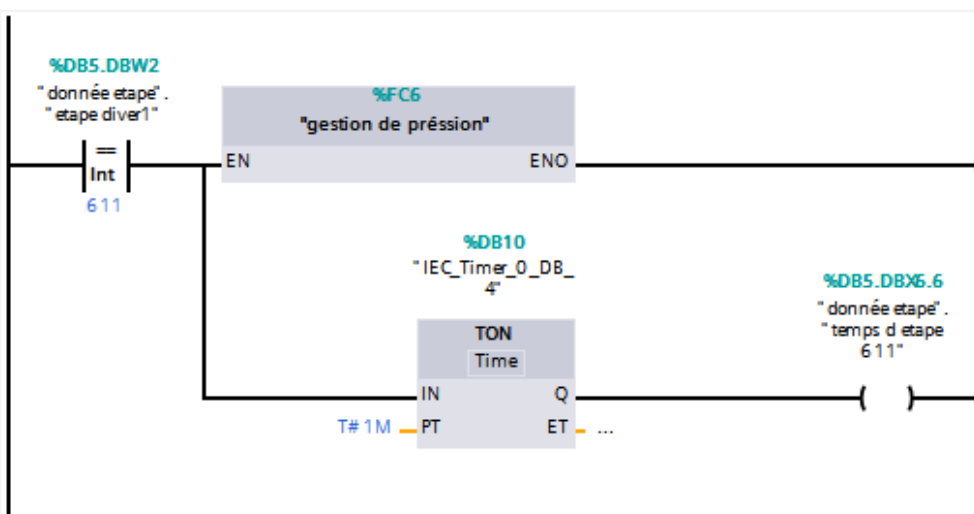 %DB5.DBW2
"donnée etape".
"etape diver1"
==
Int
611
%FC6
"gestion de préssion"
EN
ENO
%DB10
"IEC_Timer_0_DB_
4"
TON
Time
IN
Q
T#1M
PT
ET
...
%DB5.DBX6.6
"donnée etape".
"temps d etape
611"